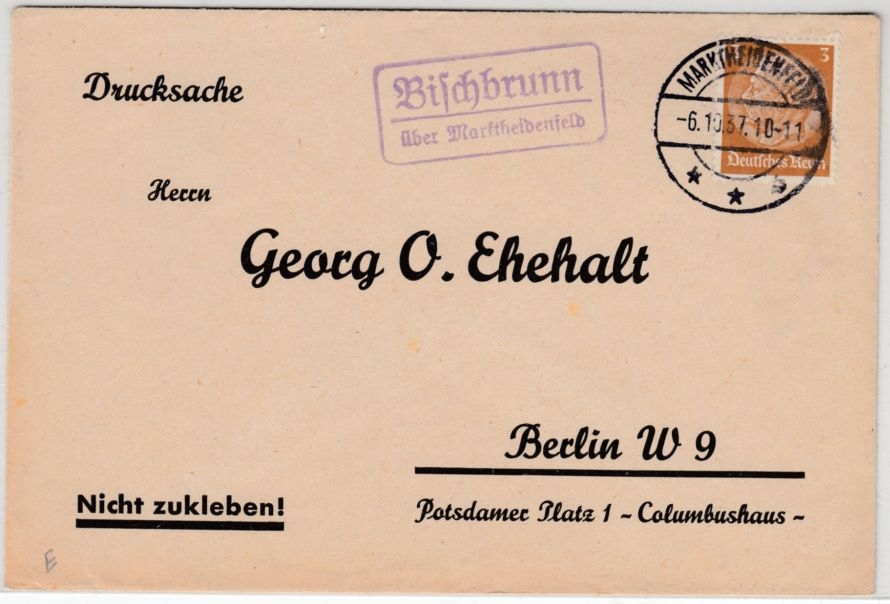 Drucksache
Bischbrunn
über Marktheidenfeld
MARKTHEIDENFELD
-6.10.37.10-11
* * b
3
Deutsches Reich
Herrn
Georg O. Ehehalt
Berlin W 9
Potsdamer Platz 1 - Columbushaus -
Nicht zukleben!
E